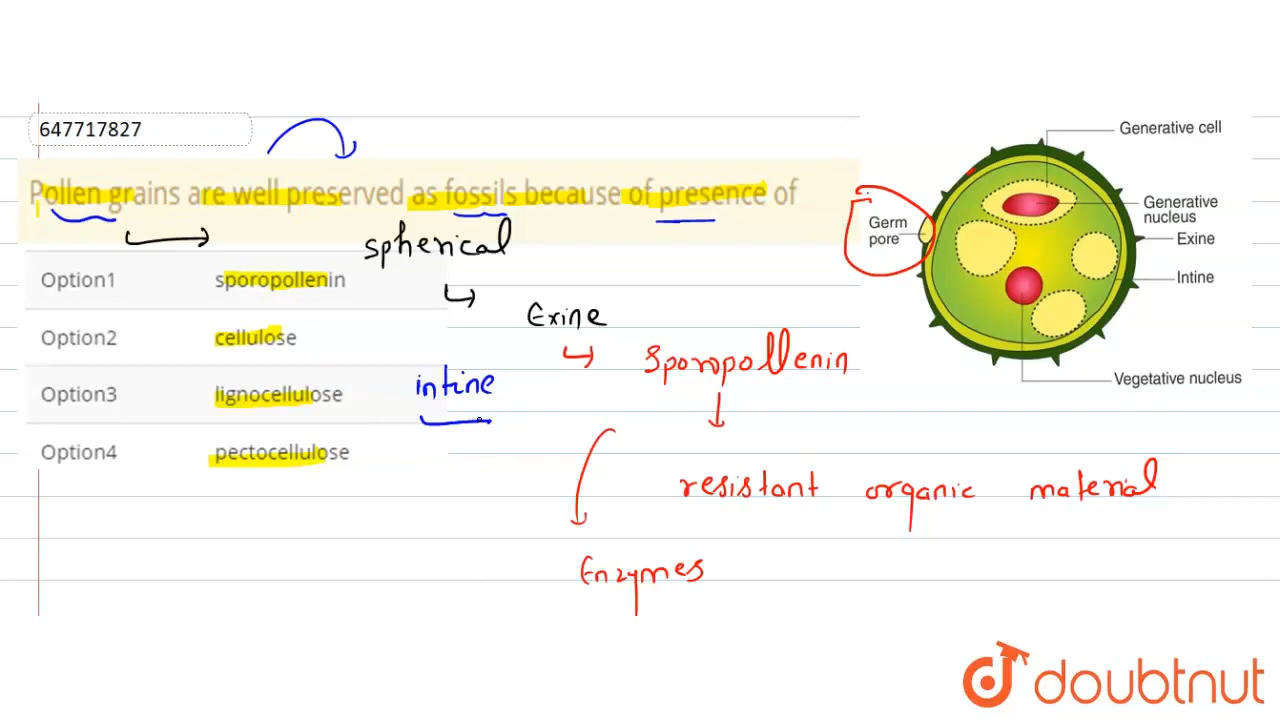 647717827
Pollen grains are well preserved as fossils because of presence of
spherical
Option1 sporopollenin
Option2 cellulose
Option3 lignocellulose
Option4 pectocellulose
Exine
Sporopollenin
intine
resistant organic material
Enzymes
Generative cell
Germ
pore
Generative
nucleus
Exine
Intine
Vegetative nucleus
doubtnut